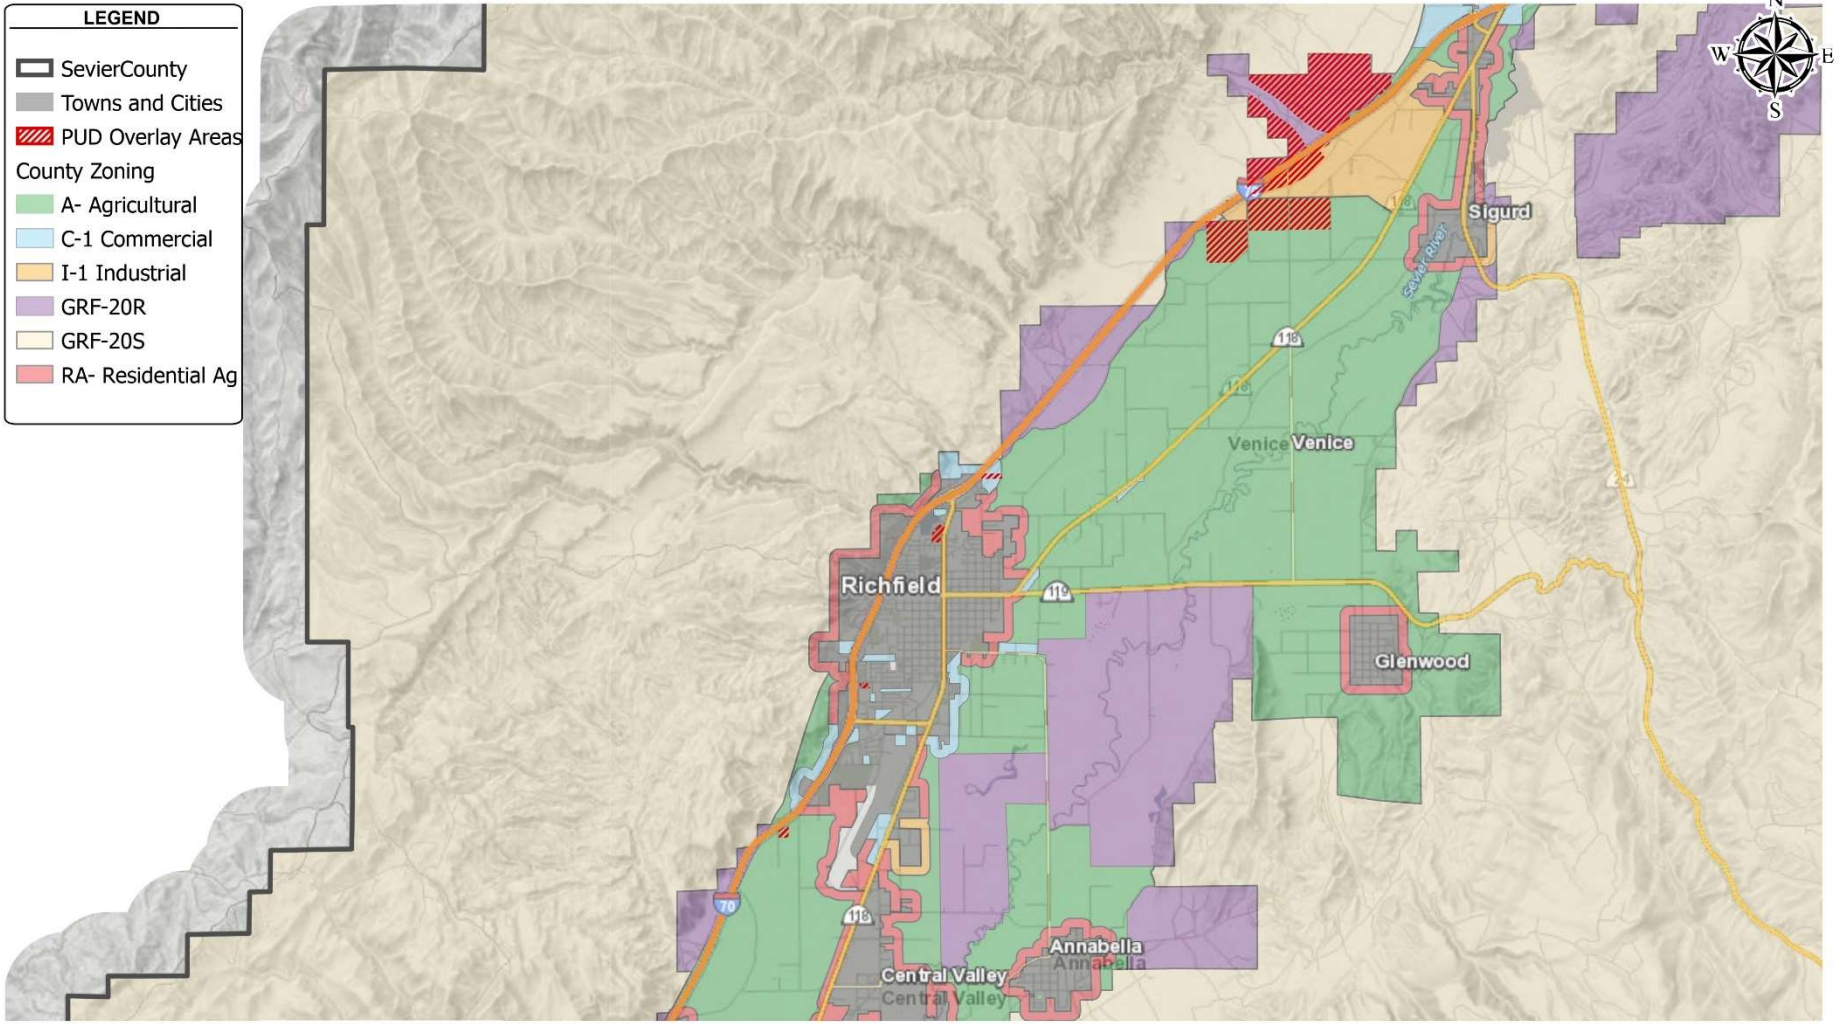 LEGEND
SevierCounty
Towns and Cities
PUD Overlay Areas
County Zoning
A- Agricultural
C-1 Commercial
I-1 Industrial
GRF-20R
GRF-20S
RA- Residential Ag
N
W
E
S
118
Sigurd
Sevier River
118
118
Venice Venice
24
Richfield
119
Glenwood
70
118
Annabella
Annabella
Central Valley
Central Valley